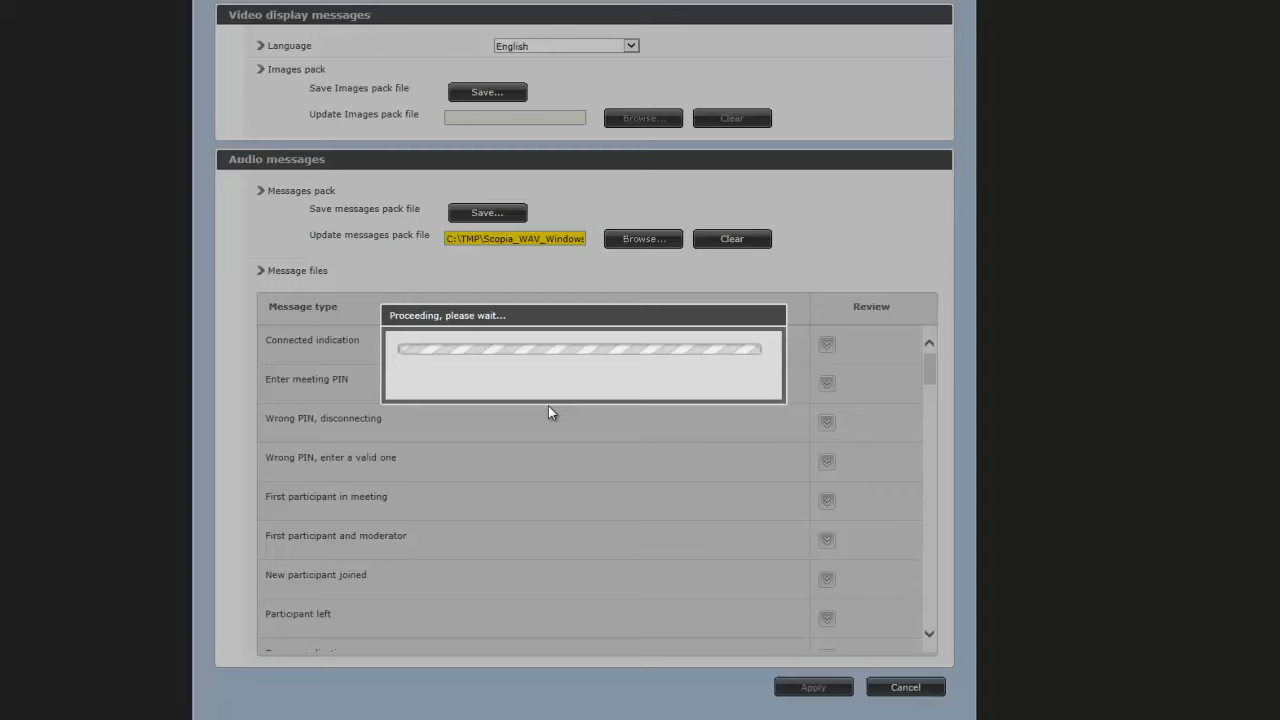 Video display messages
Language
English
Images pack
Save Images pack file
Save...
Update Images pack file
Browse...
Clear
Audio messages
Messages pack
Save messages pack file
Save...
Update messages pack file
C:\TMP\Scopia_WAV_Windows
Browse...
Clear
Message files
Message type
Review
Proceeding, please wait...
Connected indication
Enter meeting PIN
Wrong PIN, disconnecting
Wrong PIN, enter a valid one
First participant in meeting
First participant and moderator
New participant joined
Participant left
Apply
Cancel